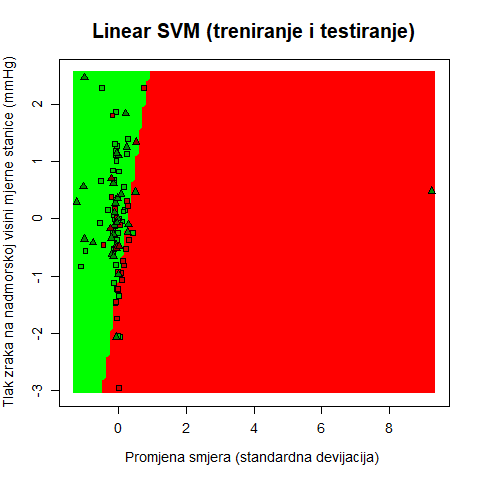 Linear SVM (treniranje i testiranje)
Tlak zraka na nadmorskoj visini mjerne stanice (mmHg)
2
1
0
-1
-2
-3
0 2 4 6 8
Promjena smjera (standardna devijacija)